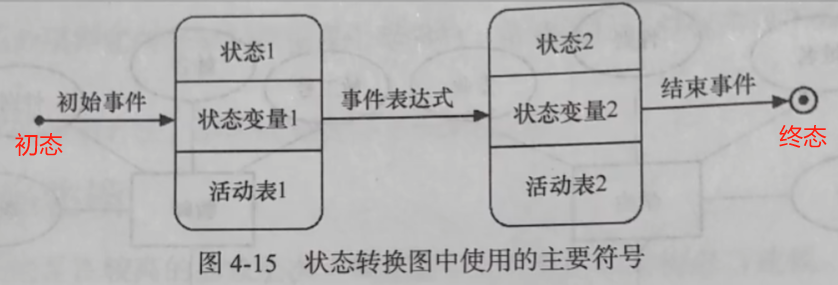 初始事件
初态
状态1
状态变量1
活动表1
事件表达式
状态2
状态变量2
活动表2
结束事件
终态
图 4-15 状态转换图中使用的主要符号